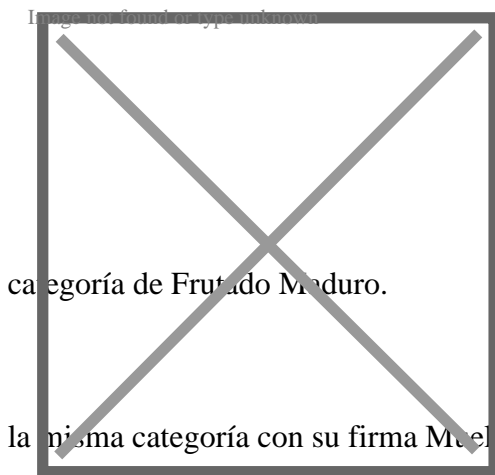 Image not found or type unknown
categoría de Frutado Maduro.
la misma categoría con su firma